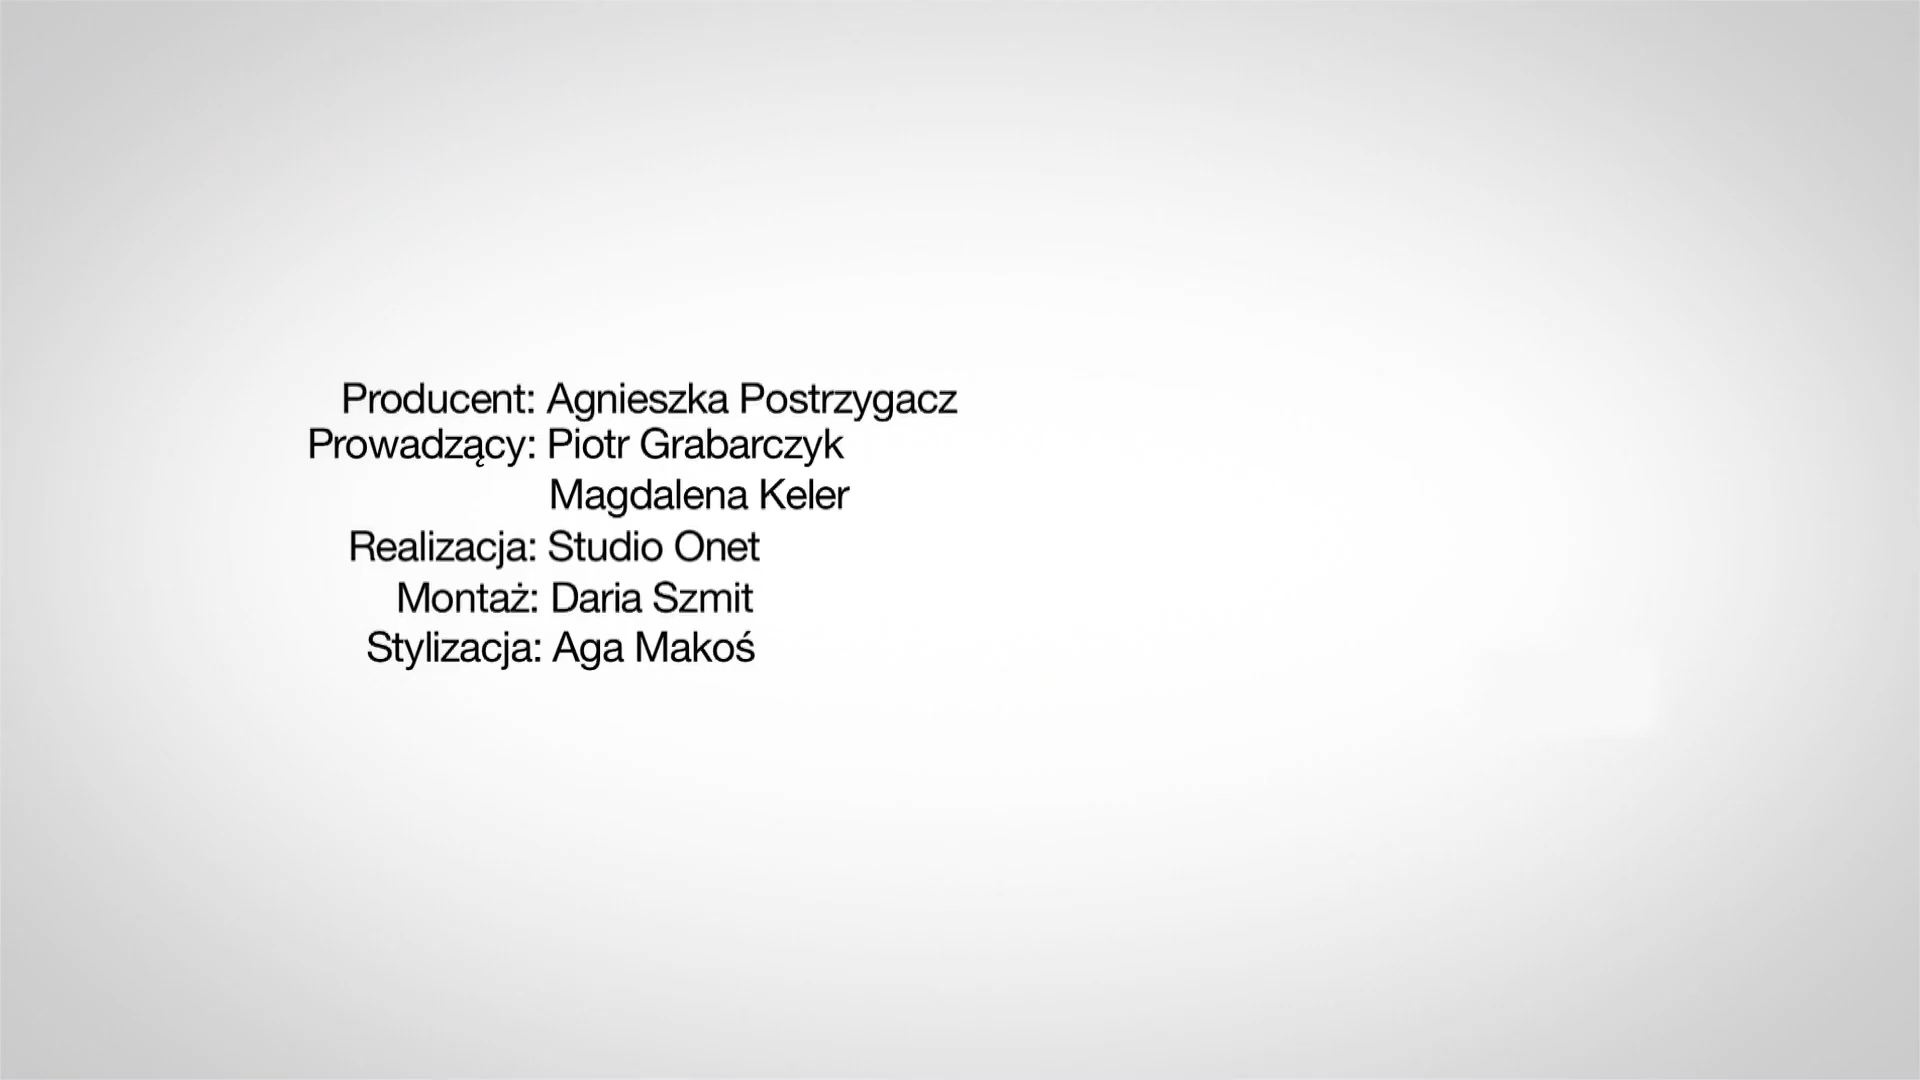 Producent: Agnieszka Postrzygacz
Prowadzący: Piotr Grabarczyk
Magdalena Keler
Realizacja: Studio Onet
Montaż: Daria Szmit
Stylizacja: Aga Makoś